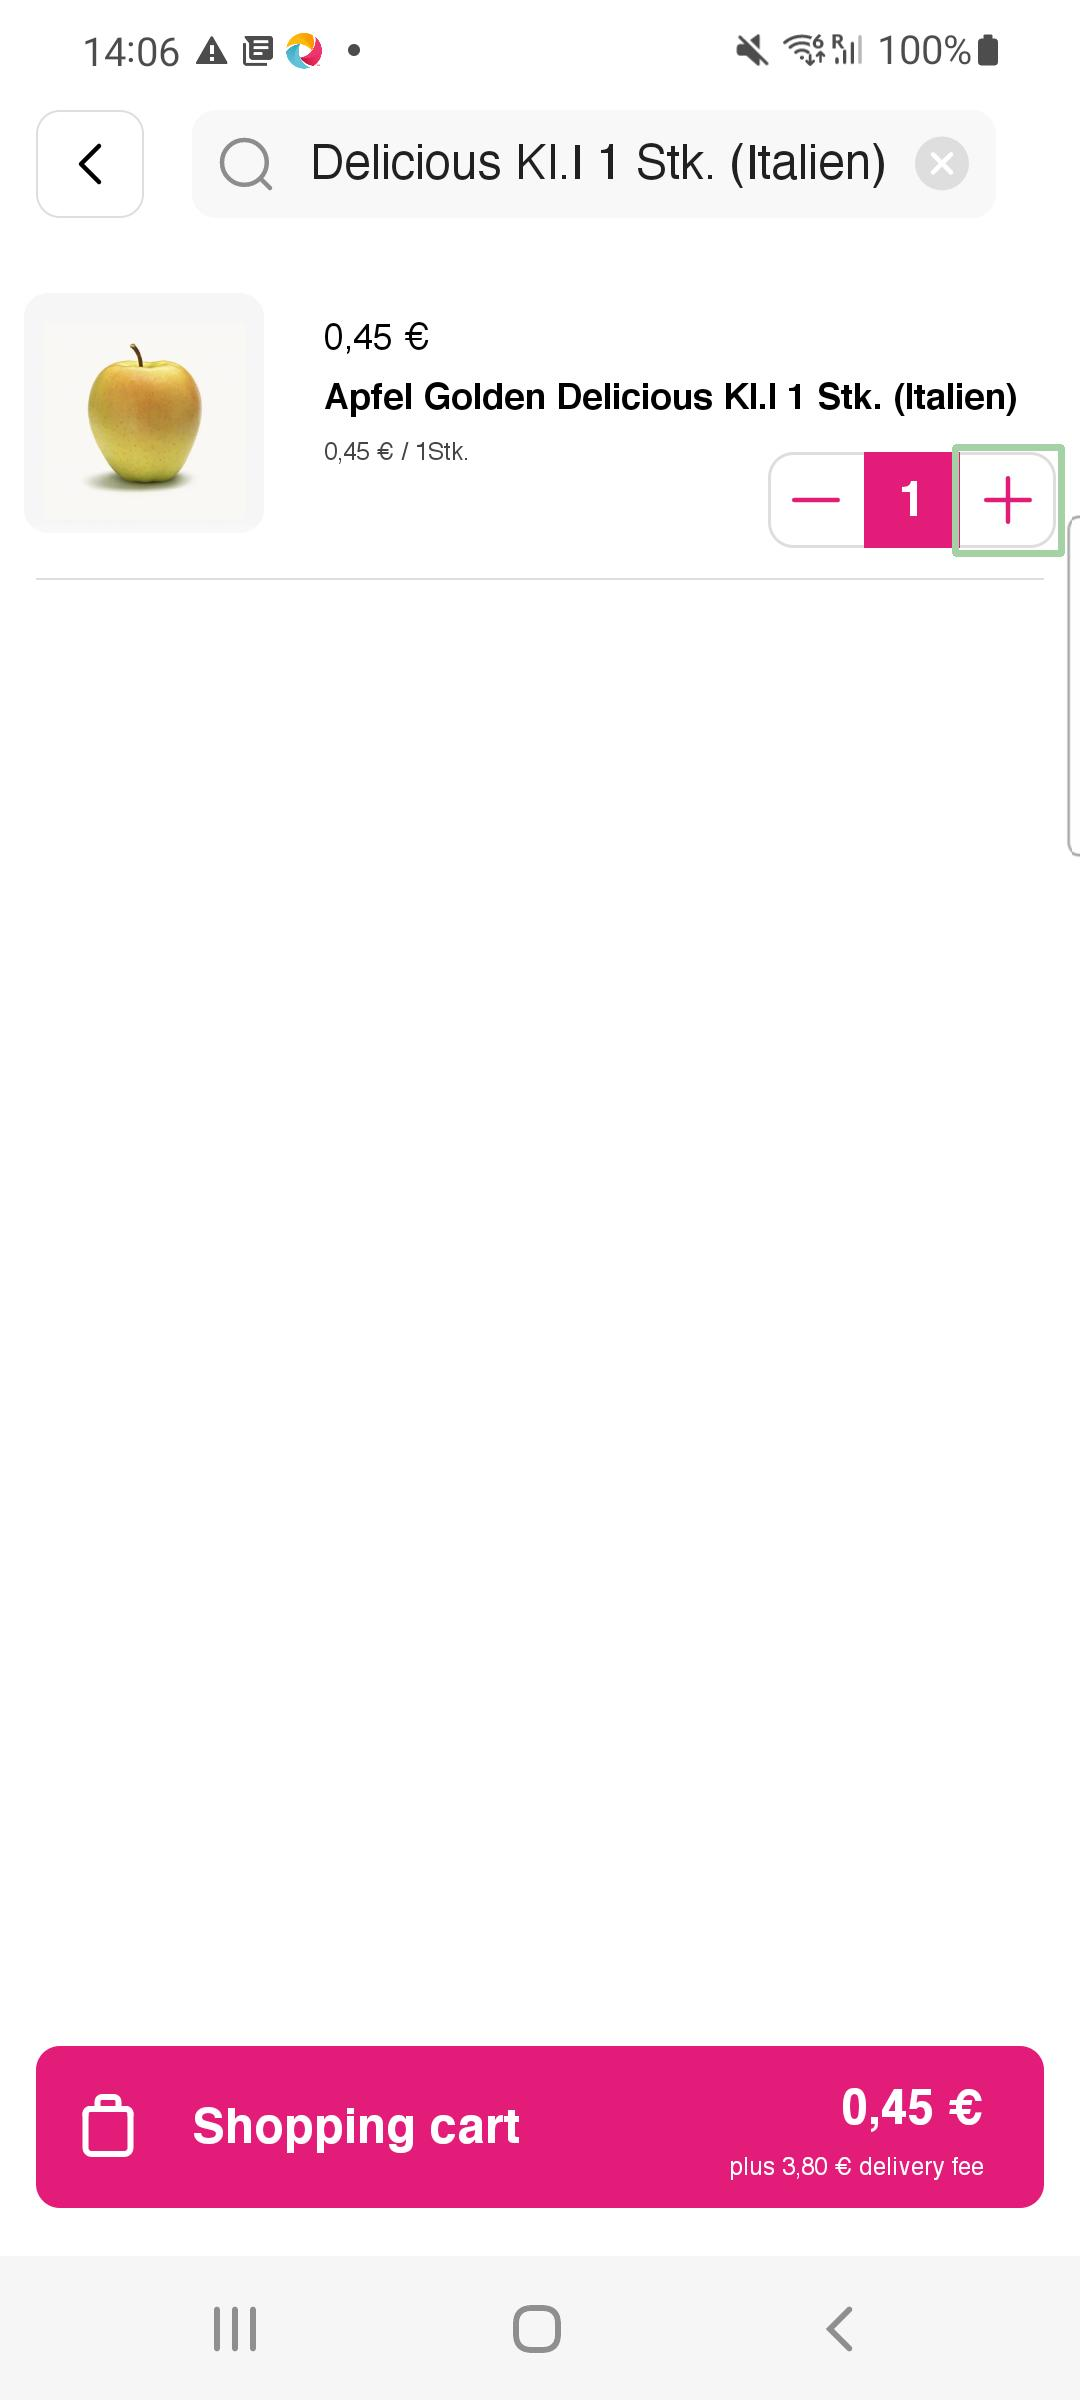 14:06
100%
Delicious Kl.I 1 Stk. (Italien)
0,45 €
Apfel Golden Delicious Kl.I 1 Stk. (Italien)
0,45 € / 1Stk.
1
Shopping cart
0,45 €
plus 3,80 € delivery fee